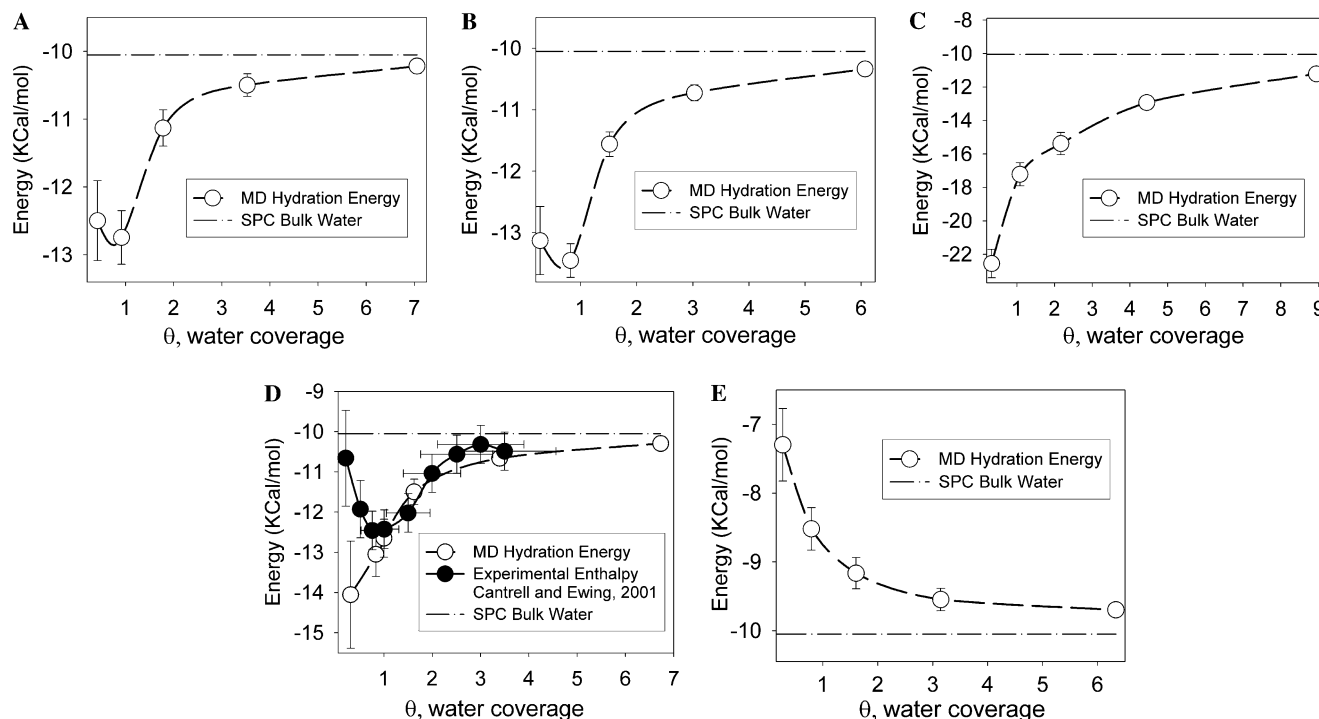 A
-10
-11
-12
-13
Energy (KCal/mol)
MD Hydration Energy
SPC Bulk Water
1 2 3 4 5 6 7
θ, water coverage
B
-10
-11
-12
-13
Energy (KCal/mol)
MD Hydration Energy
SPC Bulk Water
1 2 3 4 5 6
θ, water coverage
C
-8
-10
-12
-14
-16
-18
-20
-22
Energy (KCal/mol)
MD Hydration Energy
SPC Bulk Water
1 2 3 4 5 6 7 8 9
θ, water coverage
D
-9
-10
-11
-12
-13
-14
-15
Energy (KCal/mol)
MD Hydration Energy
Experimental Enthalpy
Cantrell and Ewing, 2001
SPC Bulk Water
1 2 3 4 5 6 7
θ, water coverage
E
-7
-8
-9
-10
Energy (KCal/mol)
MD Hydration Energy
SPC Bulk Water
1 2 3 4 5 6
θ, water coverage